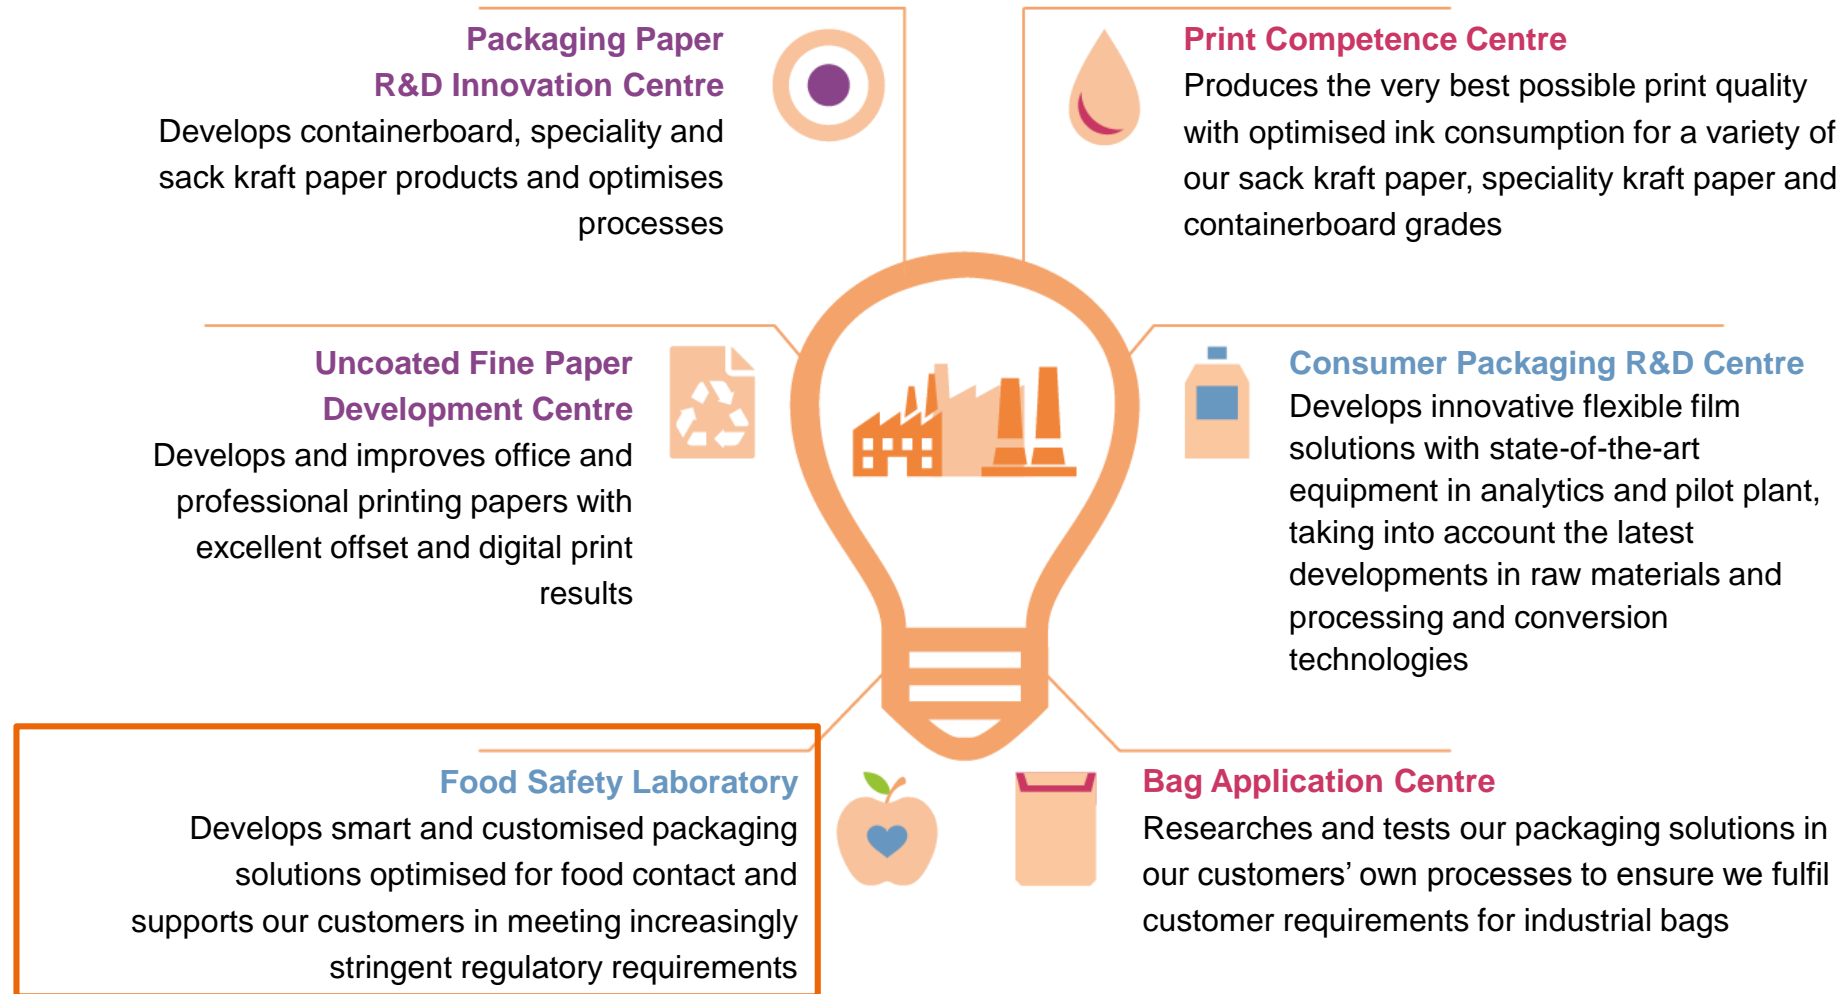 Packaging Paper
R&D Innovation Centre
Develops containerboard, speciality and
sack kraft paper products and optimises
processes
Print Competence Centre
Produces the very best possible print quality
with optimised ink consumption for a variety of
our sack kraft paper, speciality kraft paper and
containerboard grades
Uncoated Fine Paper
Development Centre
Develops and improves office and
professional printing papers with
excellent offset and digital print
results
Consumer Packaging R&D Centre
Develops innovative flexible film
solutions with state-of-the-art
equipment in analytics and pilot plant,
taking into account the latest
developments in raw materials and
processing and conversion
technologies
Food Safety Laboratory
Develops smart and customised packaging
solutions optimised for food contact and
supports our customers in meeting increasingly
stringent regulatory requirements
Bag Application Centre
Researches and tests our packaging solutions in
our customers’ own processes to ensure we fulfil
customer requirements for industrial bags